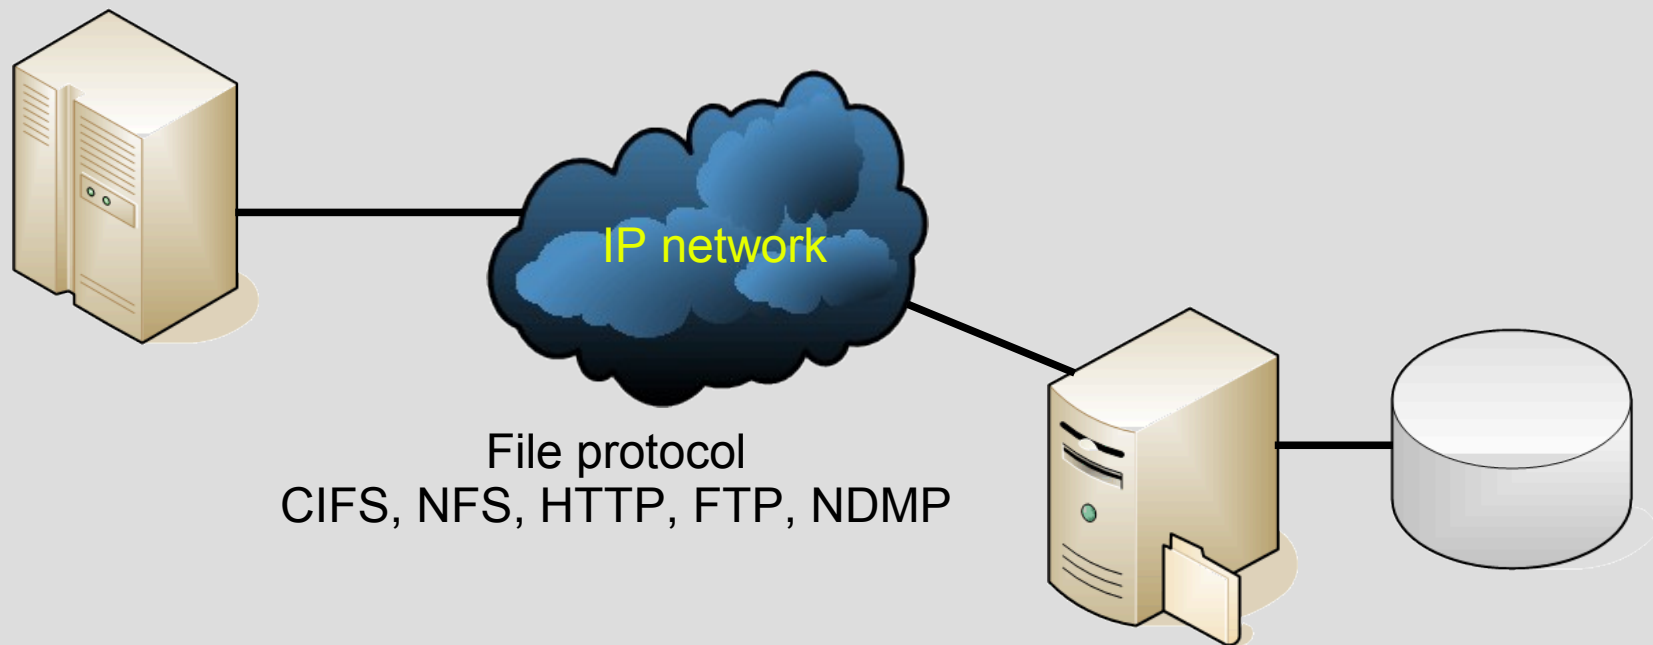 IP network
File protocol
CIFS, NFS, HTTP, FTP, NDMP